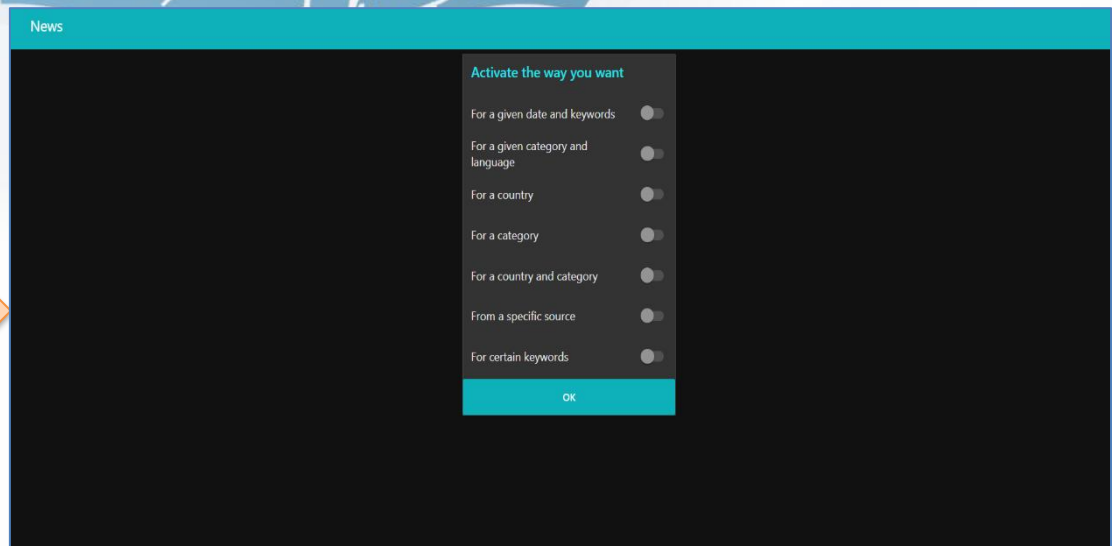 News
Activate the way you want
For a given date and keywords
For a given category and
language
For a country
For a category
For a country and category
From a specific source
For certain keywords
OK